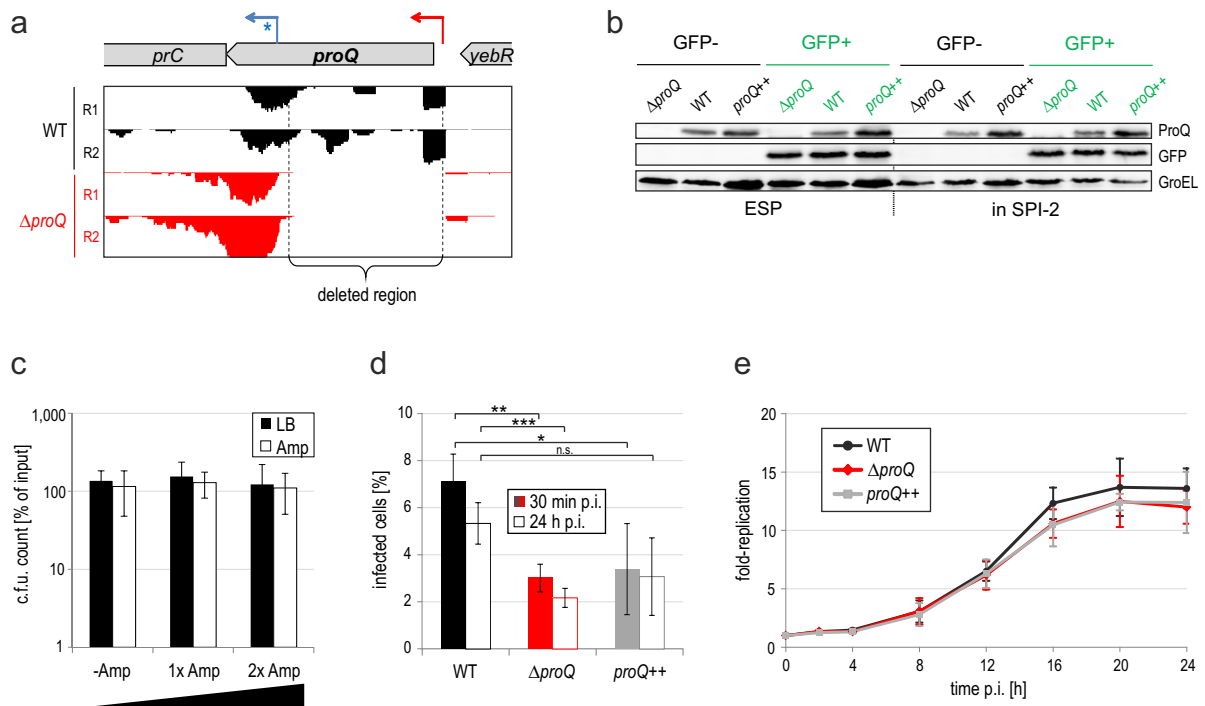 a
*
prC
proQ
yebR
WT
R1
R2
ΔproQ
R1
R2
deleted region
b
GFP-
GFP+
GFP-
GFP+
ΔproQ
WT
proQ++
ΔproQ
WT
proQ++
ΔproQ
WT
proQ++
ΔproQ
WT
proQ++
ProQ
GFP
GroEL
ESP
in SPI-2
c
c.f.u. count [% of input]
1,000
100
10
1
LB
Amp
-Amp
1x Amp
2x Amp
d
infected cells [%]
10
8
6
4
2
0
**
***
*
n.s.
30 min p.i.
24 h p.i.
WT
ΔproQ
proQ++
e
fold-replication
20
15
10
5
0
WT
ΔproQ
proQ++
0
4
8
12
16
20
24
time p.i. [h]